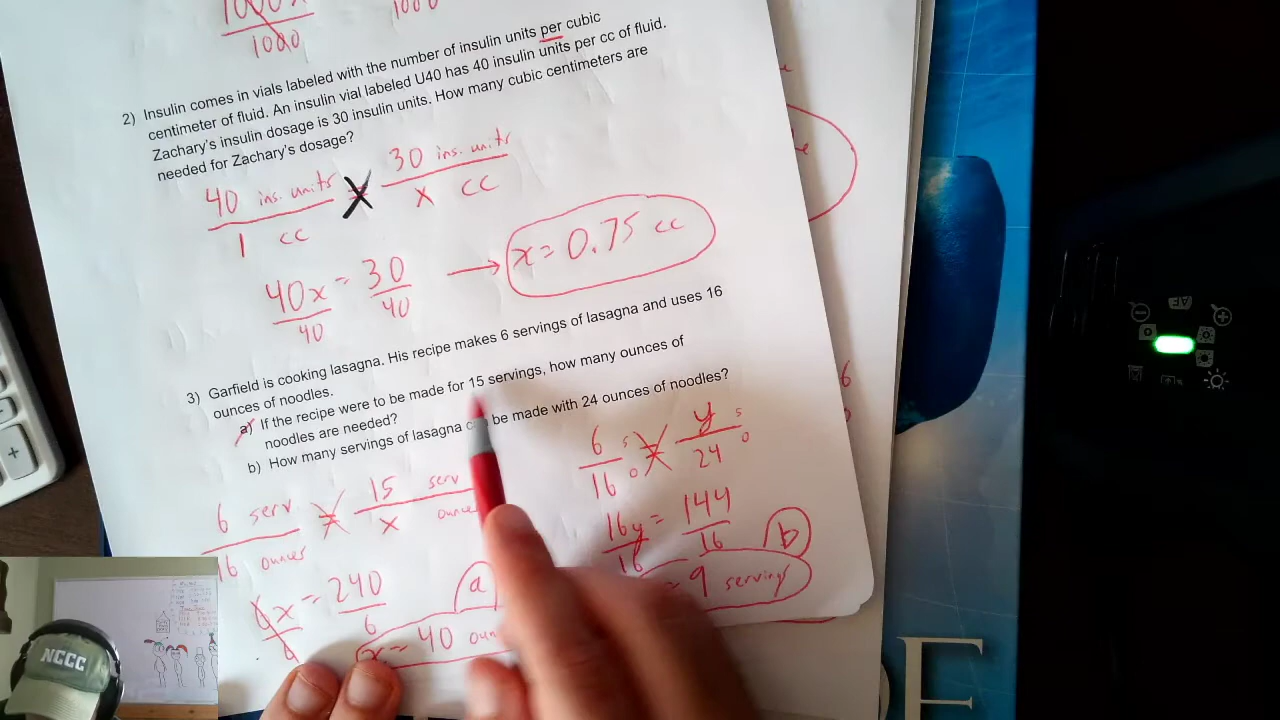 1000
1000
1000
2) Insulin comes in vials labeled with the number of insulin units per cubic
centimeter of fluid. An insulin vial labeled U40 has 40 insulin units per cc of fluid.
Zachary's insulin dosage is 30 insulin units. How many cubic centimeters are
needed for Zachary's dosage?
40 ins. units = 30 ins. units
1 cc x cc
40x = 30 → x = 0.75 cc
40 40
3) Garfield is cooking lasagna. His recipe makes 6 servings of lasagna and uses 16
ounces of noodles.
a) If the recipe were to be made for 15 servings, how many ounces of
noodles are needed?
b) How many servings of lasagna be made with 24 ounces of noodles?
6 serv = 15 serv
16 ounces x ounce
6x = 240
6 6
a
x = 40 oun
6 s = y s
16 o 24 o
16y = 144
16 16
b
= 9 servings
NCCC
AF
E